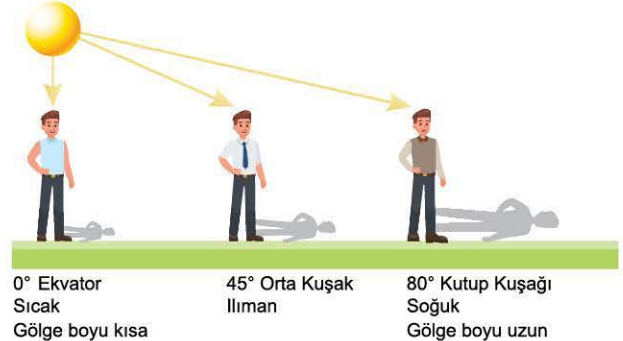 0° Ekvator
Sıcak
Gölge boyu kısa
45° Orta Kuşak
Ilıman
80° Kutup Kuşağı
Soğuk
Gölge boyu uzun